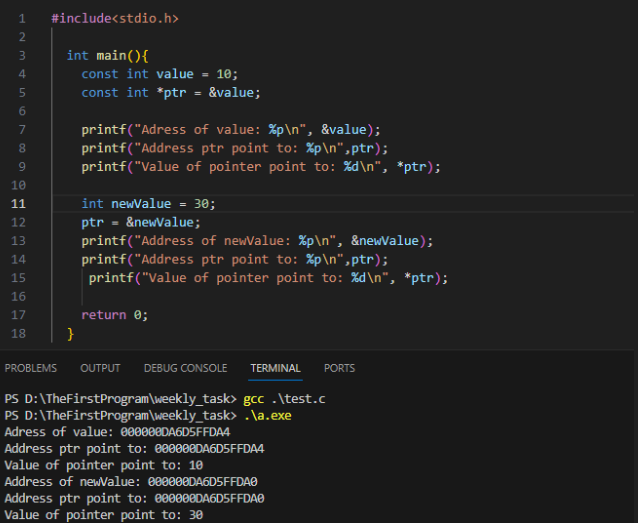 1 #include<stdio.h>
2
3 int main(){
4 const int value = 10;
5 const int *ptr = &value;
6
7 printf("Adress of value: %p\n", &value);
8 printf("Address ptr point to: %p\n",ptr);
9 printf("Value of pointer point to: %d\n", *ptr);
10
11 int newValue = 30;
12 ptr = &newValue;
13 printf("Address of newValue: %p\n", &newValue);
14 printf("Address ptr point to: %p\n",ptr);
15 printf("Value of pointer point to: %d\n", *ptr);
16
17 return 0;
18 }
PROBLEMS OUTPUT DEBUG CONSOLE TERMINAL PORTS
PS D:\TheFirstProgram\weekly_task> gcc .\test.c
PS D:\TheFirstProgram\weekly_task> .\a.exe
Adress of value: 000000DA6D5FFDA4
Address ptr point to: 000000DA6D5FFDA4
Value of pointer point to: 10
Address of newValue: 000000DA6D5FFDA0
Address ptr point to: 000000DA6D5FFDA0
Value of pointer point to: 30